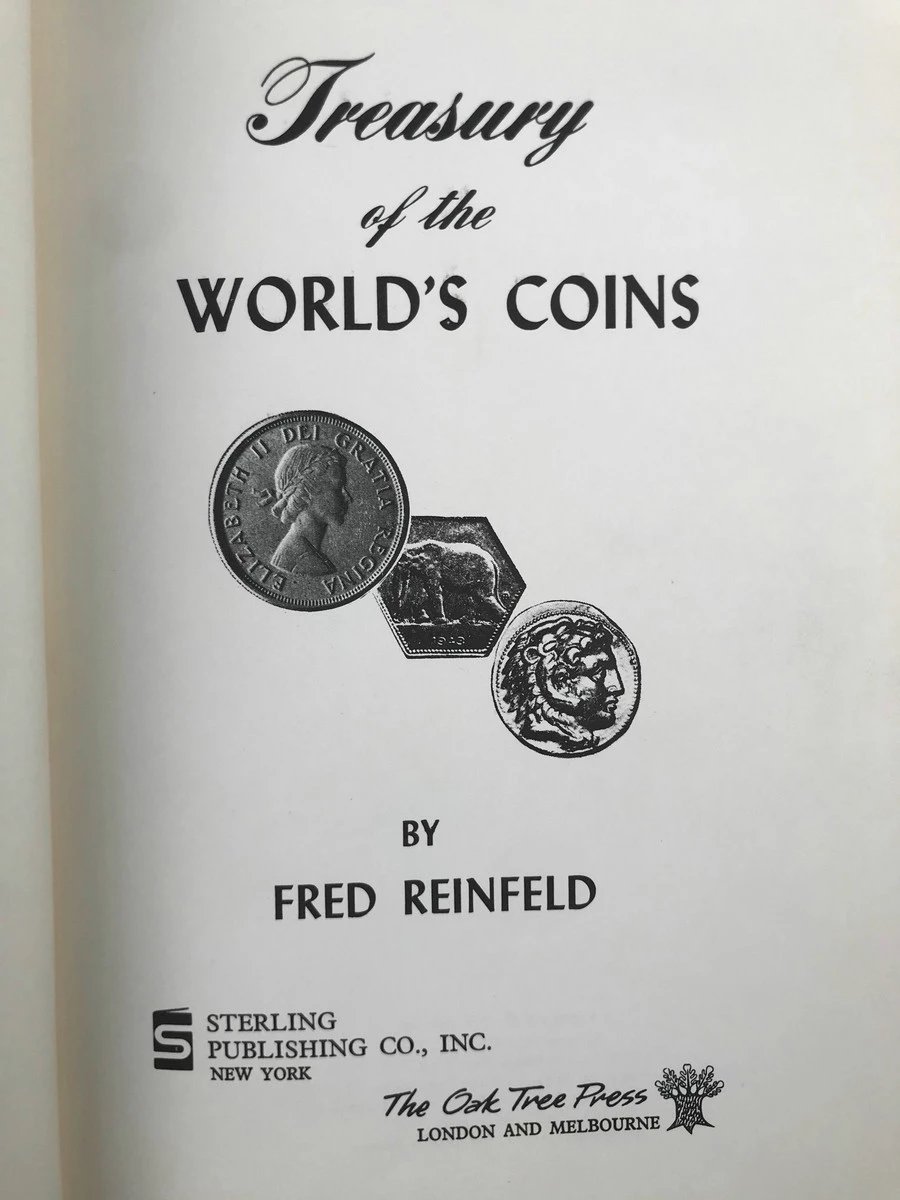 Treasury
of the
WORLD'S COINS
ELIZABETH II DEI GRATIA REGINA
1943
BY
FRED REINFELD
S
STERLING
PUBLISHING CO., INC.
NEW YORK
The Oak Tree Press
LONDON AND MELBOURNE